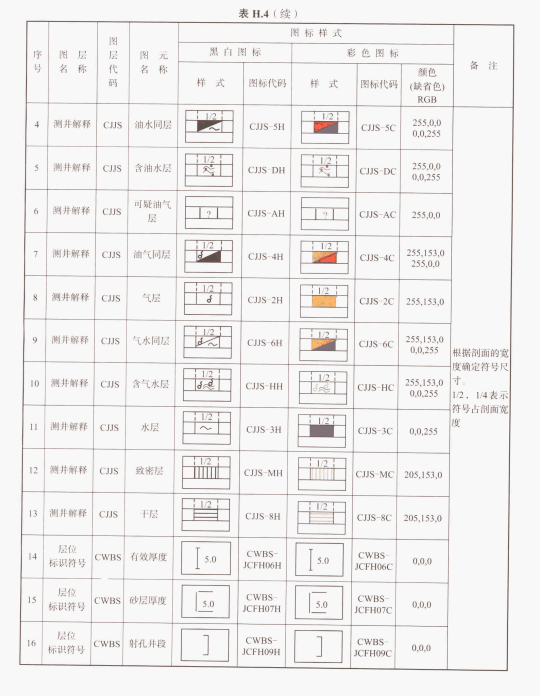 表 H.4（续）
序号 图层名称 图层代码 图元名称 图标样式 备注
黑白图标 彩色图标
样式 图标代码 样式 图标代码 颜色(缺省色)RGB
4 测井解释 CJJS 油水同层 1/2 CJJS-5H 1/2 CJJS-5C 255,0,0 0,0,255
5 测井解释 CJJS 含油水层 1/2 CJJS-DH 1/2 CJJS-DC 255,0,0 0,0,255
6 测井解释 CJJS 可疑油气层 ? CJJS-AH ? CJJS-AC 255,0,0
7 测井解释 CJJS 油气同层 1/2 CJJS-4H 1/2 CJJS-4C 255,153,0 255,0,0
8 测井解释 CJJS 气层 1/2 CJJS-2H 1/2 CJJS-2C 255,153,0
9 测井解释 CJJS 气水同层 1/2 CJJS-6H 1/2 CJJS-6C 255,153,0 0,0,255
10 测井解释 CJJS 含气水层 1/2 CJJS-HH 1/2 CJJS-HC 255,153,0 0,0,255
11 测井解释 CJJS 水层 1/2 CJJS-3H 1/2 CJJS-3C 0,0,255
12 测井解释 CJJS 致密层 1/2 CJJS-MH 1/2 CJJS-MC 205,153,0
13 测井解释 CJJS 干层 1/2 CJJS-8H 1/2 CJJS-8C 205,153,0
14 层位标识符号 CWBS 有效厚度 5.0 CWBS-JCFH06H 5.0 CWBS-JCFH06C 0,0,0
15 层位标识符号 CWBS 砂层厚度 5.0 CWBS-JCFH07H 5.0 CWBS-JCFH07C 0,0,0
16 层位标识符号 CWBS 射孔井段 CWBS-JCFH09H CWBS-JCFH09C 0,0,0
根据剖面的宽
度确定符号尺
寸。
1/2、1/4表示
符号占剖面宽
度